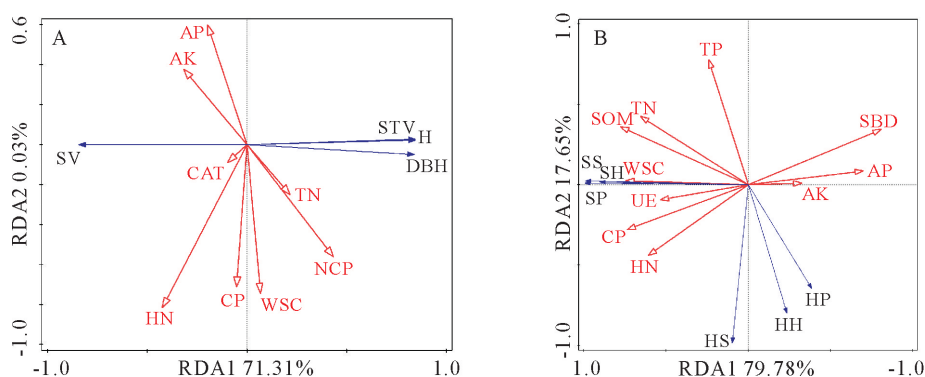 A
0.6
RDA2 0.03%
-1.0
-1.0
RDA1 71.31%
1.0
AP
AK
STV
H
SV
DBH
CAT
TN
NCP
CP
WSC
HN
B
1.0
RDA2 17.65%
-1.0
1.0
RDA1 79.78%
-1.0
TP
TN
SOM
SBD
SS
SH
WSC
AP
SP
UE
AK
CP
HN
HP
HH
HS